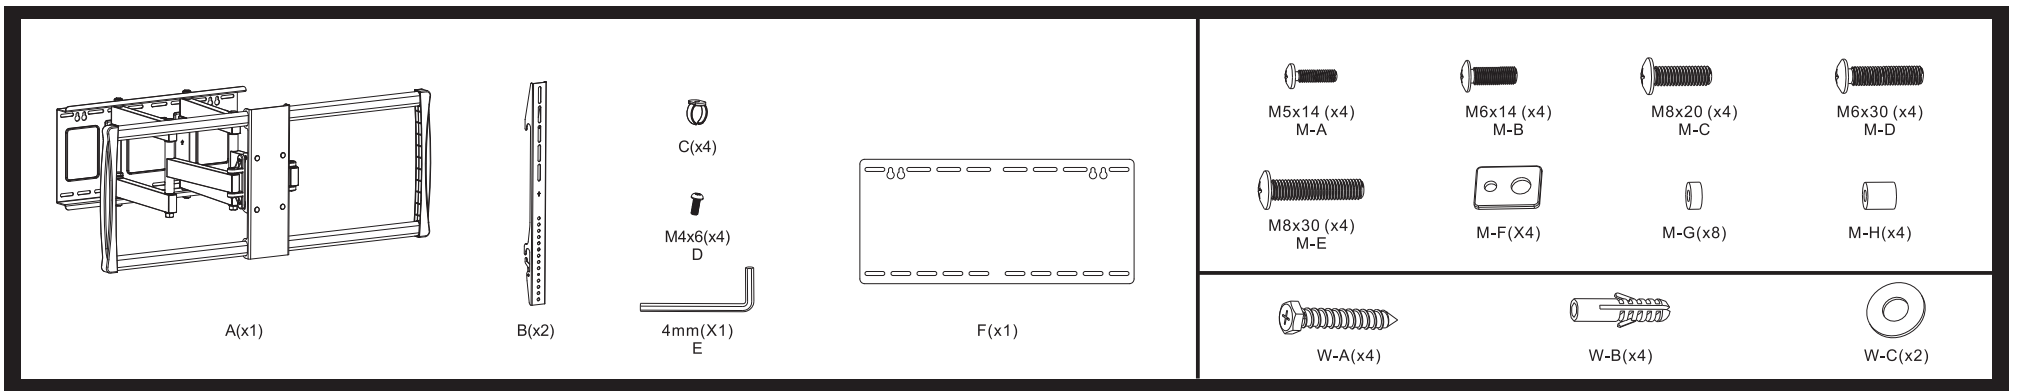 A(x1)
B(x2)
C(x4)
M4x6(x4)
D
4mm(X1)
E
F(x1)
M5x14 (x4)
M-A
M6x14 (x4)
M-B
M8x20 (x4)
M-C
M6x30 (x4)
M-D
M8x30 (x4)
M-E
M-F(X4)
M-G(x8)
M-H(x4)
W-A(x4)
W-B(x4)
W-C(x2)